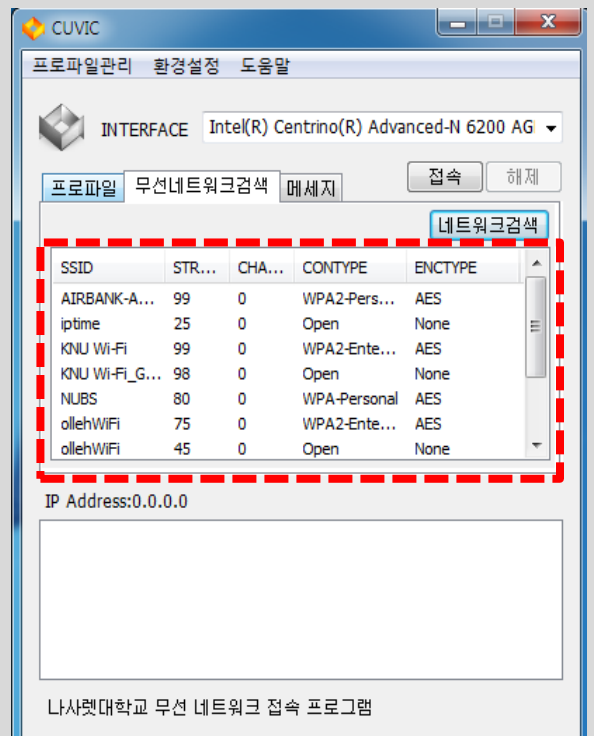 CUVIC
프로파일관리 환경설정 도움말
INTERFACE Intel(R) Centrino(R) Advanced-N 6200 AG
접속 해제
프로파일 무선네트워크검색 메세지
네트워크검색
SSID STR... CHA... CONTYPE ENCTYPE
AIRBANK-A... 99 0 WPA2-Pers... AES
iptime 25 0 Open None
KNU Wi-Fi 99 0 WPA2-Ente... AES
KNU Wi-Fi_G... 98 0 Open None
NUBS 80 0 WPA-Personal AES
ollehWiFi 75 0 WPA2-Ente... AES
ollehWiFi 45 0 Open None
IP Address:0.0.0.0
나사렛대학교 무선 네트워크 접속 프로그램